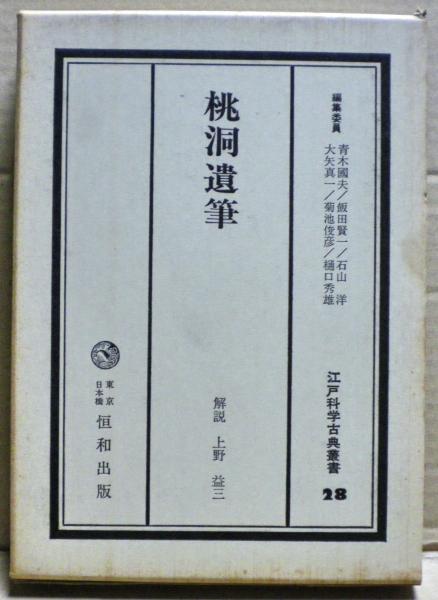 編集委員
青木國夫/飯田賢一/石山 洋
大矢真一/菊池俊彦/樋口秀雄
江戸科学古典叢書
28
桃洞遺筆
解説 上野 益三
東京
日本橋
恒和出版